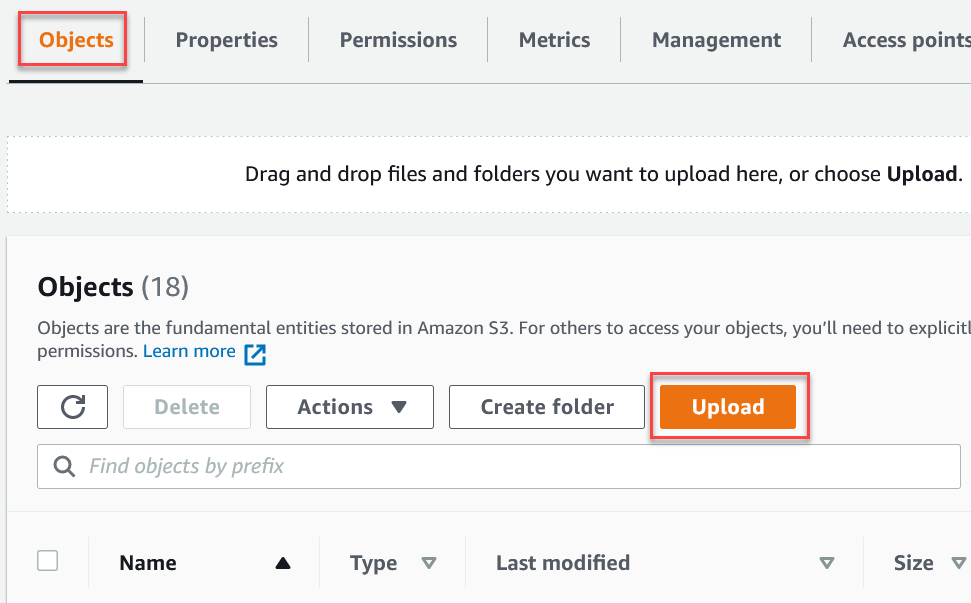 Objects Properties Permissions Metrics Management Access points
Drag and drop files and folders you want to upload here, or choose Upload.
Objects (18)
Objects are the fundamental entities stored in Amazon S3. For others to access your objects, you'll need to explicitl
permissions. Learn more
Delete Actions Create folder Upload
Find objects by prefix
Name Type Last modified Size